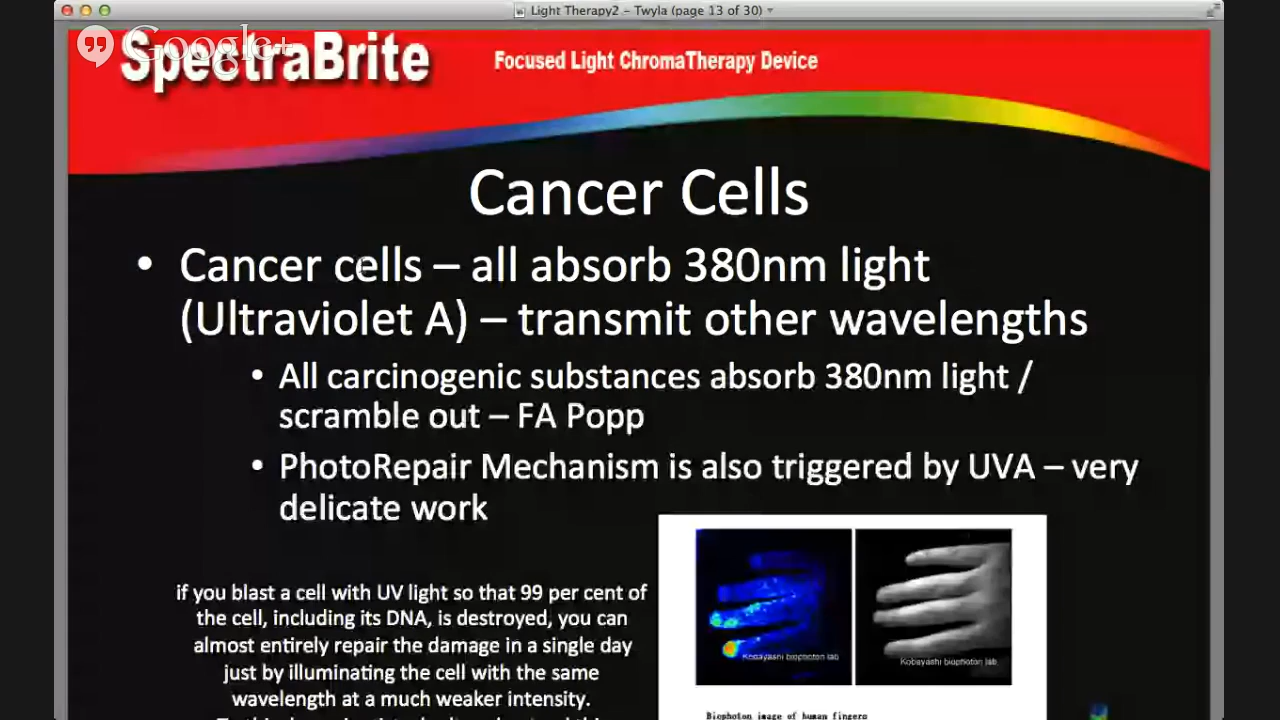 Light Therapy2 – Twyla (page 13 of 30)
Google+
SpectraBrite
Focused Light ChromaTherapy Device
Cancer Cells
• Cancer cells – all absorb 380nm light
(Ultraviolet A) – transmit other wavelengths
• All carcinogenic substances absorb 380nm light /
scramble out – FA Popp
• PhotoRepair Mechanism is also triggered by UVA – very
delicate work
if you blast a cell with UV light so that 99 per cent of
the cell, including its DNA, is destroyed, you can
almost entirely repair the damage in a single day
just by illuminating the cell with the same
wavelength at a much weaker intensity.
Kobayashi biophoton lab
Kobayashi biophoton lab
Biophoton image of human fingers